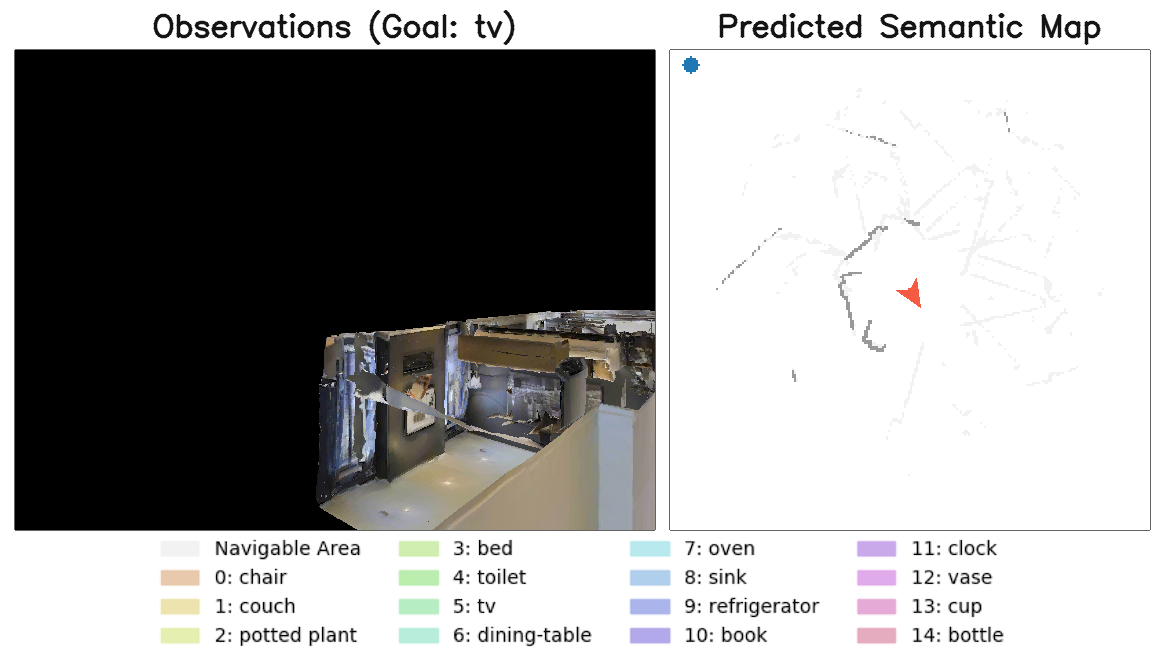 Observations (Goal: tv)
Predicted Semantic Map
Navigable Area
0: chair
1: couch
2: potted plant
3: bed
4: toilet
5: tv
6: dining-table
7: oven
8: sink
9: refrigerator
10: book
11: clock
12: vase
13: cup
14: bottle